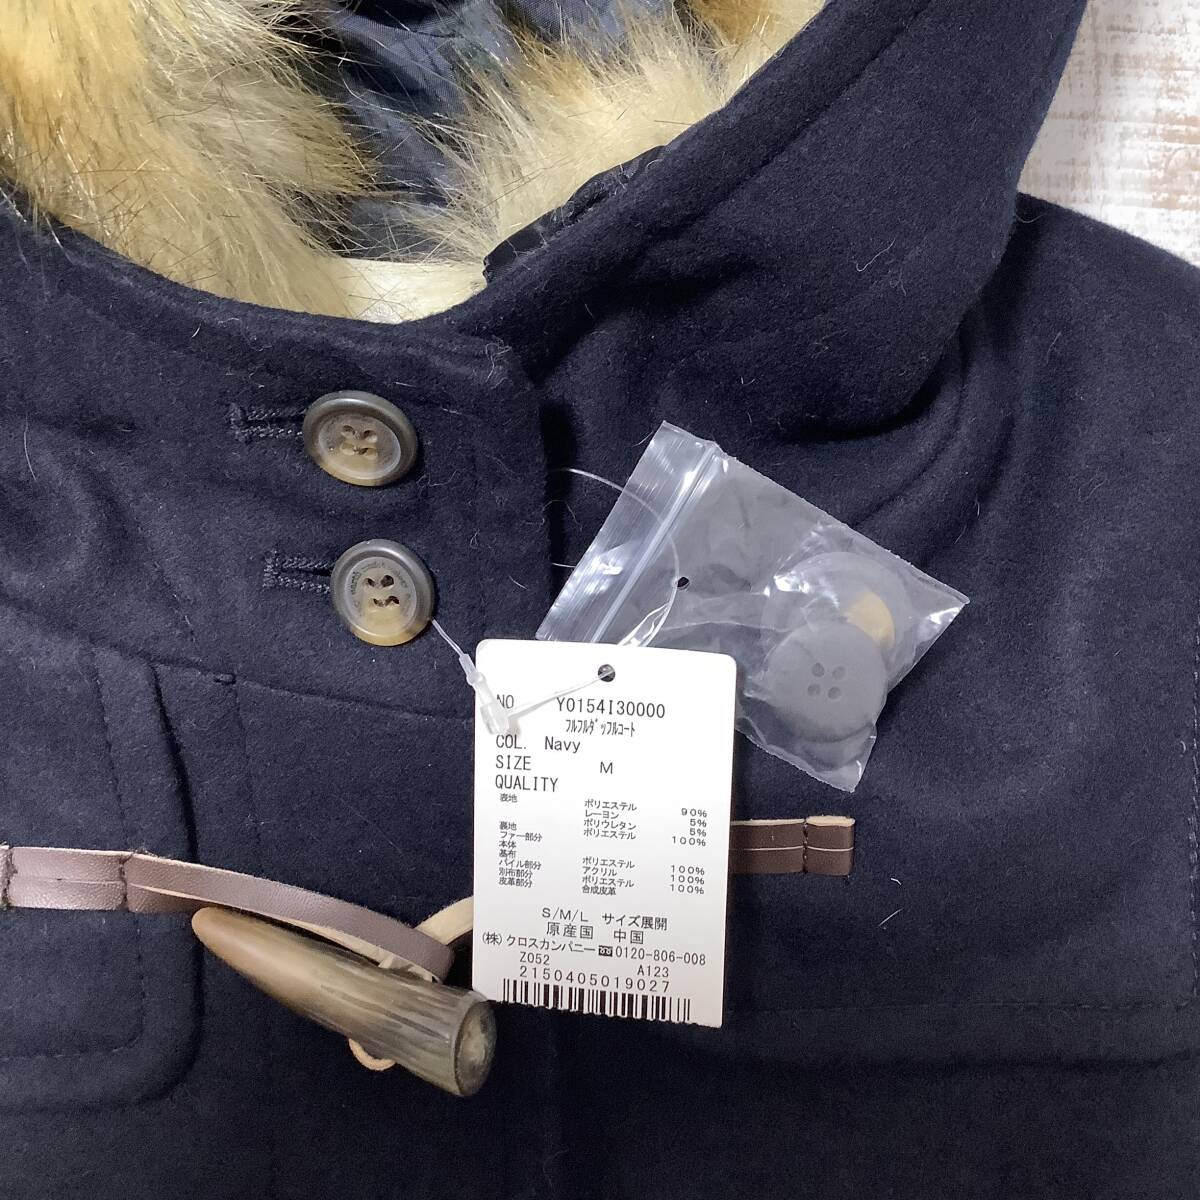 NO Y0154I30000
フルフルダッフルコート
COL. Navy
SIZE M
QUALITY
表地 ポリエステル 90%
レーヨン 5%
ポリウレタン 5%
裏地 ポリエステル 100%
ファー部分
本体
基布 ポリエステル 100%
パイル部分 アクリル 100%
別布部分 ポリエステル 100%
皮革部分 合成皮革 100%
S/M/L サイズ展開
原産国 中国
(株)クロスカンパニー☎0120-806-008
Z052 A123
2150405019027